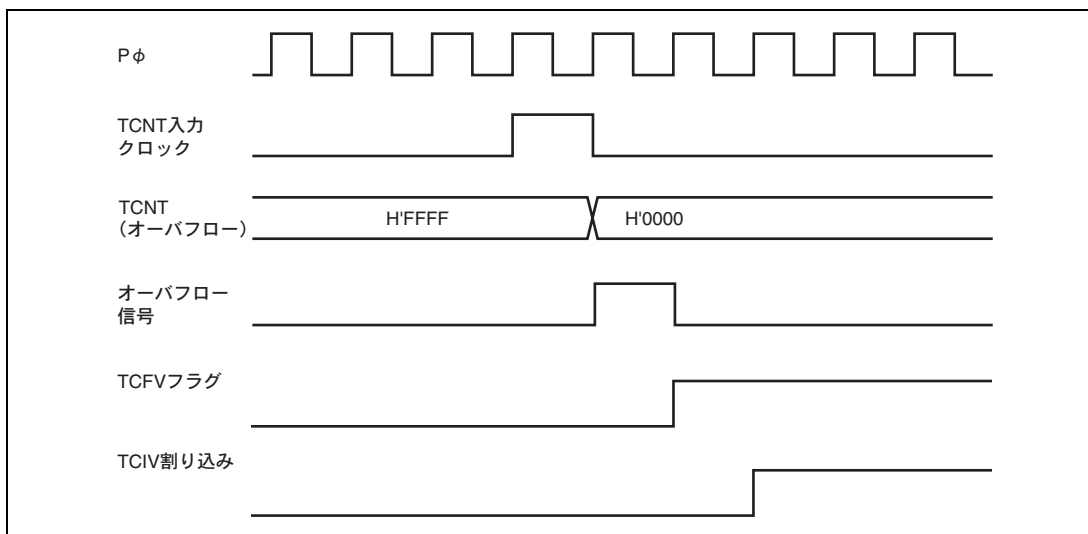 Pφ
TCNT入力
クロック
TCNT
（オーバフロー）
H'FFFF
H'0000
オーバフロー
信号
TCFVフラグ
TCIV割り込み